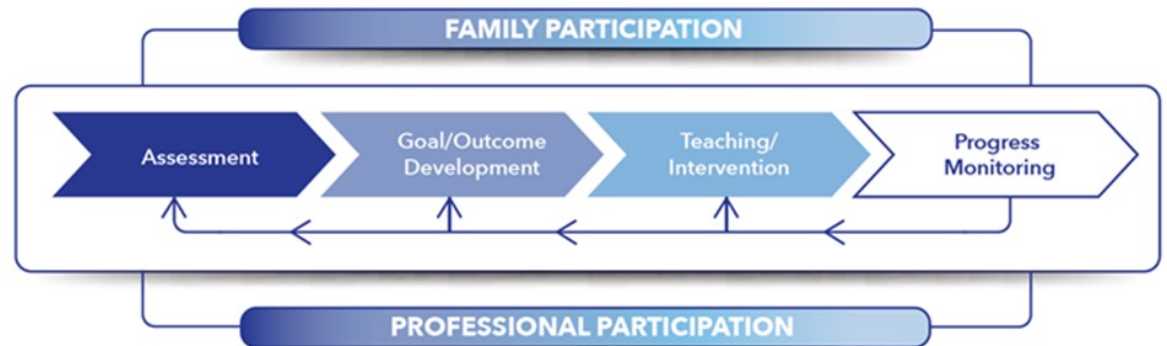 FAMILY PARTICIPATION
Assessment
Goal/Outcome
Development
Teaching/
Intervention
Progress
Monitoring
PROFESSIONAL PARTICIPATION